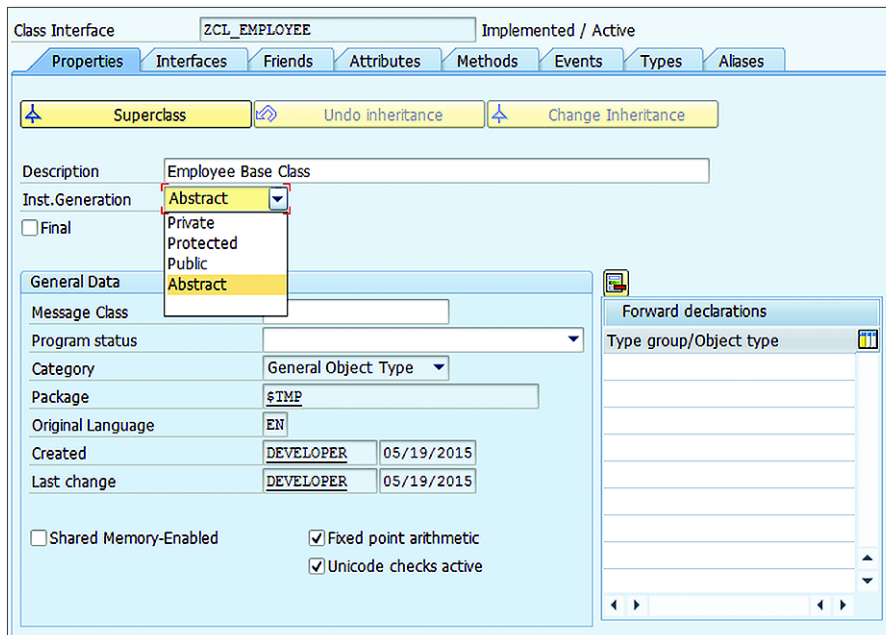 Class Interface ZCL_EMPLOYEE Implemented / Active
Properties Interfaces Friends Attributes Methods Events Types Aliases
Superclass Undo inheritance Change Inheritance
Description Employee Base Class
Inst.Generation Abstract
Final
Private
Protected
Public
Abstract
General Data
Message Class
Program status
Category General Object Type
Package $TMP
Original Language EN
Created DEVELOPER 05/19/2015
Last change DEVELOPER 05/19/2015
Shared Memory-Enabled Fixed point arithmetic
Unicode checks active
Forward declarations
Type group/Object type